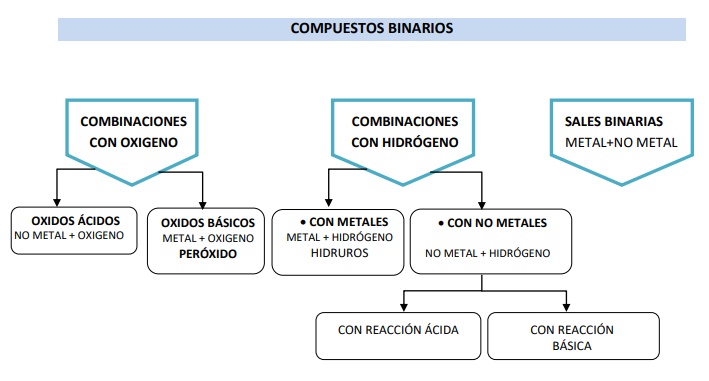 COMPUESTOS BINARIOS
COMBINACIONES
CON OXIGENO
COMBINACIONES
CON HIDRÓGENO
SALES BINARIAS
METAL+NO METAL
OXIDOS ÁCIDOS
NO METAL + OXIGENO
OXIDOS BÁSICOS
METAL + OXIGENO
PERÓXIDO
• CON METALES
METAL + HIDRÓGENO
HIDRUROS
• CON NO METALES
NO METAL + HIDRÓGENO
CON REACCIÓN ÁCIDA
CON REACCIÓN
BÁSICA